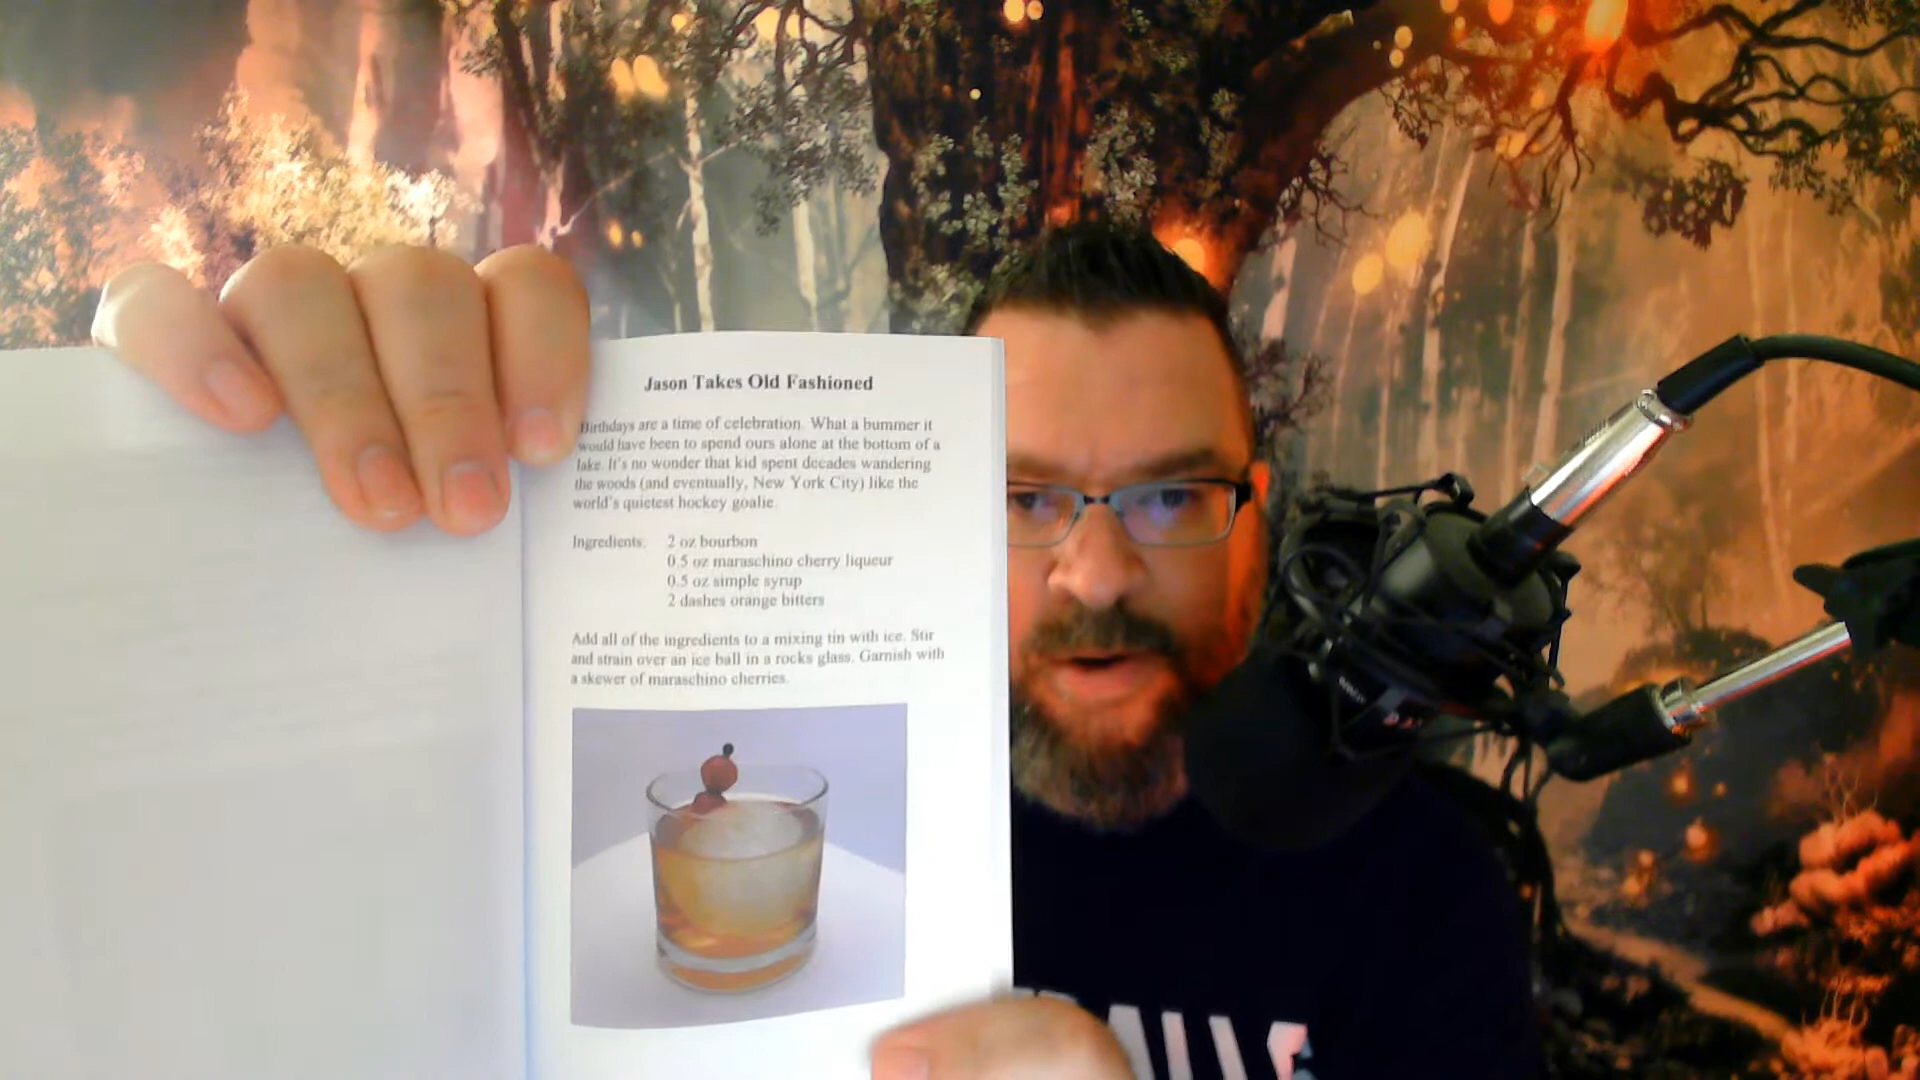 Jason Takes Old Fashioned
Birthdays are a time of celebration. What a bummer it
would have been to spend ours alone at the bottom of a
lake. It's no wonder that kid spent decades wandering
the woods (and eventually, New York City) like the
world's quietest hockey goalie.
Ingredients: 2 oz bourbon
0.5 oz maraschino cherry liqueur
0.5 oz simple syrup
2 dashes orange bitters
Add all of the ingredients to a mixing tin with ice. Stir
and strain over an ice ball in a rocks glass. Garnish with
a skewer of maraschino cherries.